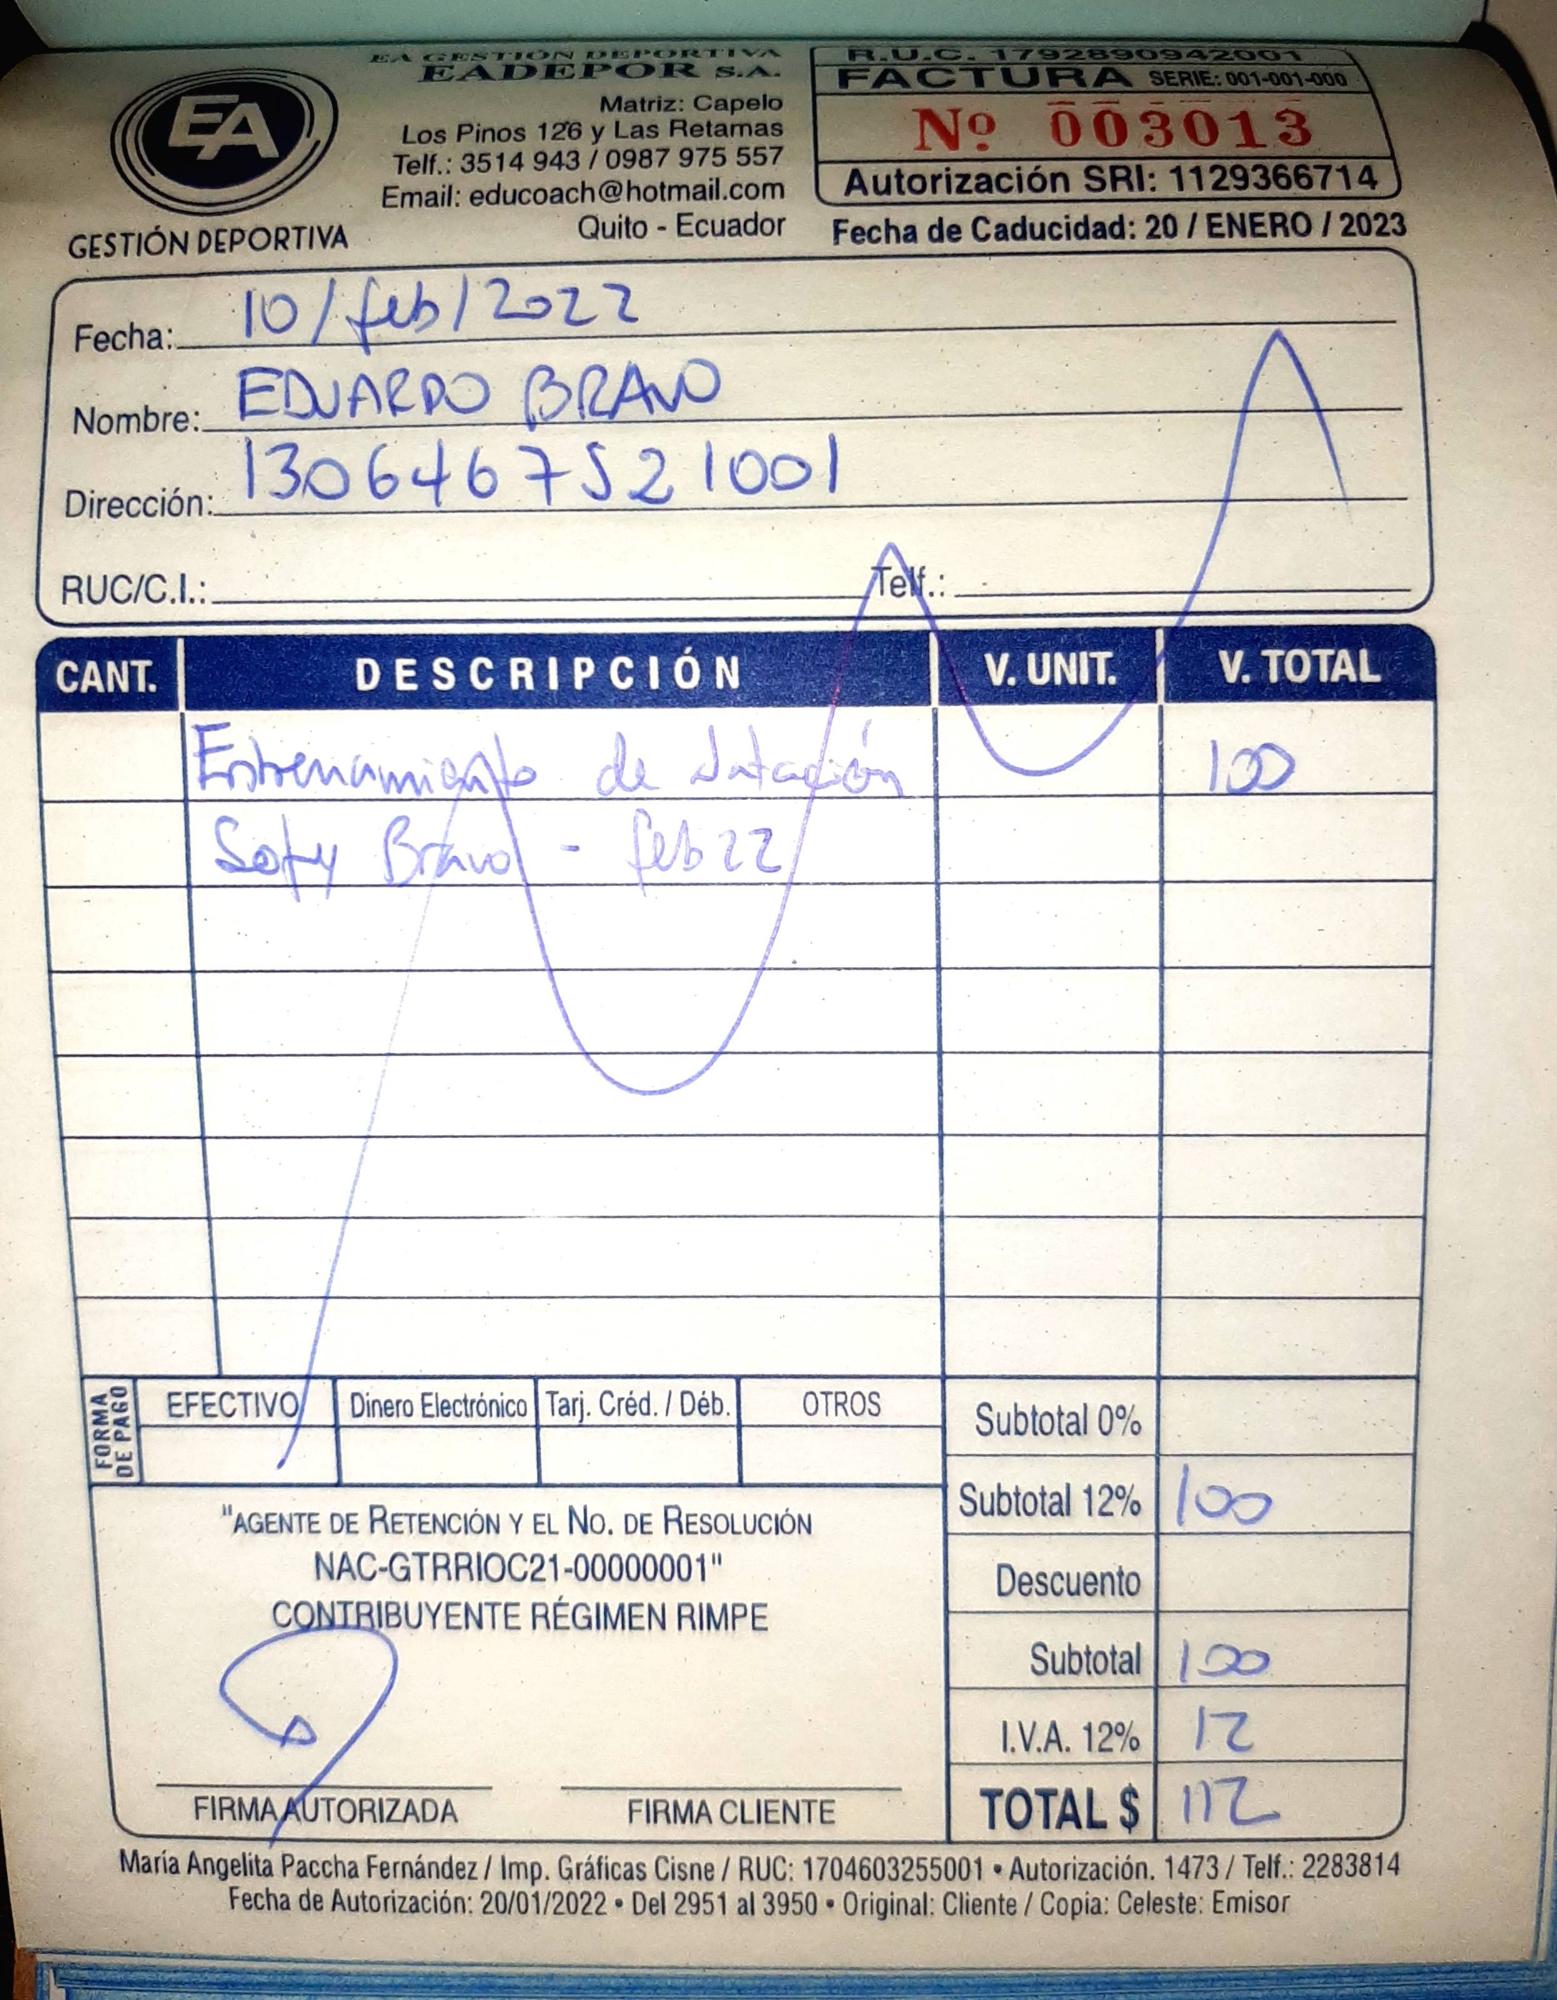 EA GESTIÓN DEPORTIVA
EADEPOR S.A.
Matriz: Capelo
Los Pinos 126 y Las Retamas
Telf.: 3514 943 / 0987 975 557
Email: educoach@hotmail.com
Quito - Ecuador
EA
GESTIÓN DEPORTIVA
R.U.C. 1792890942001
FACTURA SERIE: 001-001-000
Nº 003013
Autorización SRI: 1129366714
Fecha de Caducidad: 20 / ENERO / 2023
Fecha: 10/feb/2022
Nombre: EDUARDO BRAVO
Dirección: 1306467521001
RUC/C.I.: Telf.:
CANT. DESCRIPCIÓN V. UNIT. V. TOTAL
Entrenamiento de Natación 100
Sofy Bravo - feb 22
FORMA DE PAGO
EFECTIVO Dinero Electrónico Tarj. Créd. / Déb. OTROS
Subtotal 0%
Subtotal 12% 100
Descuento
Subtotal 100
I.V.A. 12% 12
TOTAL $ 112
"AGENTE DE RETENCIÓN Y EL NO. DE RESOLUCIÓN
NAC-GTRRIOC21-00000001"
CONTRIBUYENTE RÉGIMEN RIMPE
FIRMA AUTORIZADA FIRMA CLIENTE
María Angelita Paccha Fernández / Imp. Gráficas Cisne / RUC: 1704603255001 • Autorización. 1473 / Telf.: 2283814
Fecha de Autorización: 20/01/2022 • Del 2951 al 3950 • Original: Cliente / Copia: Celeste: Emisor